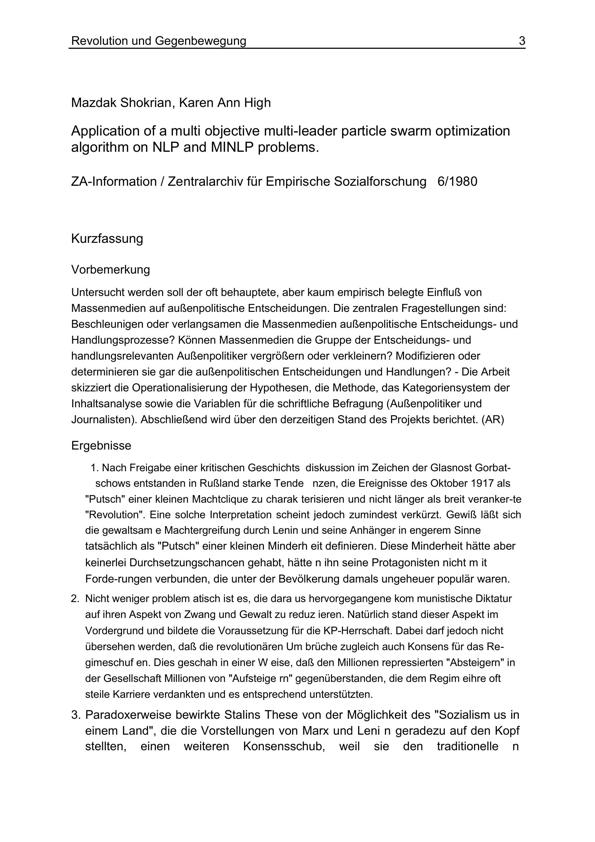 Revolution und Gegenbewegung 3
Mazdak Shokrian, Karen Ann High
Application of a multi objective multi-leader particle swarm optimization
algorithm on NLP and MINLP problems.
ZA-Information / Zentralarchiv für Empirische Sozialforschung 6/1980
Kurzfassung
Vorbemerkung
Untersucht werden soll der oft behauptete, aber kaum empirisch belegte Einfluß von
Massenmedien auf außenpolitische Entscheidungen. Die zentralen Fragestellungen sind:
Beschleunigen oder verlangsamen die Massenmedien außenpolitische Entscheidungs- und
Handlungsprozesse? Können Massenmedien die Gruppe der Entscheidungs- und
handlungsrelevanten Außenpolitiker vergrößern oder verkleinern? Modifizieren oder
determinieren sie gar die außenpolitischen Entscheidungen und Handlungen? - Die Arbeit
skizziert die Operationalisierung der Hypothesen, die Methode, das Kategoriensystem der
Inhaltsanalyse sowie die Variablen für die schriftliche Befragung (Außenpolitiker und
Journalisten). Abschließend wird über den derzeitigen Stand des Projekts berichtet. (AR)
Ergebnisse
1. Nach Freigabe einer kritischen Geschichts diskussion im Zeichen der Glasnost Gorbat-
schows entstanden in Rußland starke Tende nzen, die Ereignisse des Oktober 1917 als
"Putsch" einer kleinen Machtclique zu charak terisieren und nicht länger als breit veranker-te
"Revolution". Eine solche Interpretation scheint jedoch zumindest verkürzt. Gewiß läßt sich
die gewaltsam e Machtergreifung durch Lenin und seine Anhänger in engerem Sinne
tatsächlich als "Putsch" einer kleinen Minderh eit definieren. Diese Minderheit hätte aber
keinerlei Durchsetzungschancen gehabt, hätte n ihn seine Protagonisten nicht m it
Forde-rungen verbunden, die unter der Bevölkerung damals ungeheuer populär waren.
2. Nicht weniger problem atisch ist es, die dara us hervorgegangene kom munistische Diktatur
auf ihren Aspekt von Zwang und Gewalt zu reduz ieren. Natürlich stand dieser Aspekt im
Vordergrund und bildete die Voraussetzung für die KP-Herrschaft. Dabei darf jedoch nicht
übersehen werden, daß die revolutionären Um brüche zugleich auch Konsens für das Re-
gimeschuf en. Dies geschah in einer W eise, daß den Millionen repressierten "Absteigern" in
der Gesellschaft Millionen von "Aufsteige rn" gegenüberstanden, die dem Regim eihre oft
steile Karriere verdankten und es entsprechend unterstützten.
3. Paradoxerweise bewirkte Stalins These von der Möglichkeit des "Sozialism us in
einem Land", die die Vorstellungen von Marx und Leni n geradezu auf den Kopf
stellten, einen weiteren Konsensschub, weil sie den traditionelle n